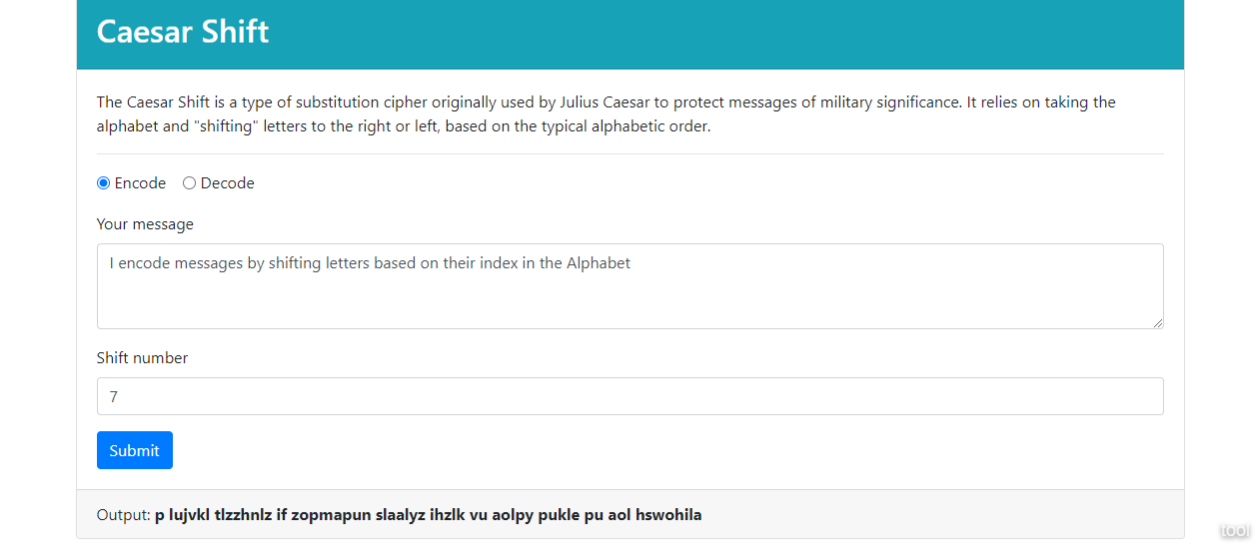 Caesar Shift
The Caesar Shift is a type of substitution cipher originally used by Julius Caesar to protect messages of military significance. It relies on taking the
alphabet and "shifting" letters to the right or left, based on the typical alphabetic order.
Encode Decode
Your message
I encode messages by shifting letters based on their index in the Alphabet
Shift number
7
Submit
Output: p lujvkl tlzzhnlz if zopmapun slaalyz ihzlk vu aolpy pukle pu aol hswohila
tool